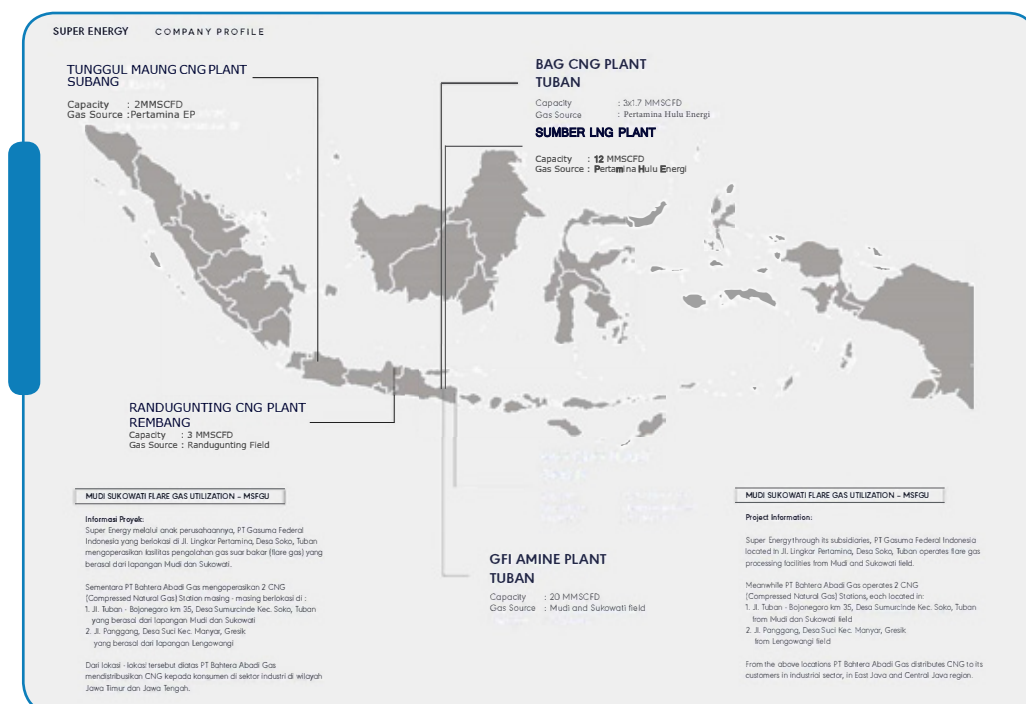 SUPER ENERGY COMPANY PROFILE
TUNGGUL MAUNG CNG PLANT
SUBANG
Capacity : 2MMSCFD
Gas Source :Pertamina EP
BAG CNG PLANT
TUBAN
Capacity : 3x1.7 MMSCFD
Gas Source : Pertamina Hulu Energi
SUMBER LNG PLANT
Capacity : 12 MMSCFD
Gas Source : Pertamina Hulu Energi
RANDUGUNTING CNG PLANT
REMBANG
Capacity : 3 MMSCFD
Gas Source : Randugunting Field
GFI AMINE PLANT
TUBAN
Capacity : 20 MMSCFD
Gas Source : Mudi and Sukowati field
MUDI SUKOWATI FLARE GAS UTILIZATION – MSFGU
Informasi Proyek:
Super Energy melalui anak perusahaannya, PT Gasuma Federal
Indonesia yang berlokasi di Jl. Lingkar Pertamina, Desa Soko, Tuban
mengoperasikan fasilitas pengolahan gas suar bakar (flare gas) yang
berasal dari lapangan Mudi dan Sukowati.
Sementara PT Bahtera Abadi Gas mengoperasikan 2 CNG
(Compressed Natural Gas) Station masing - masing berlokasi di :
1. Jl. Tuban - Bojonegoro km 35, Desa Sumurcinde Kec. Soko, Tuban
yang berasal dari lapangan Mudi dan Sukowati
2. Jl. Panggang, Desa Suci Kec. Manyar, Gresik
yang berasal dari lapangan Lengowangi
Dari lokasi - lokasi tersebut diatas PT Bahtera Abadi Gas
mendistribusikan CNG kepada konsumen di sektor industri di wilayah
Jawa Timur dan Jawa Tengah.
MUDI SUKOWATI FLARE GAS UTILIZATION – MSFGU
Project Information:
Super Energy through its subsidiaries, PT Gasuma Federal Indonesia
located in Jl. Lingkar Pertamina, Desa Soko, Tuban operates flare gas
processing facilities from Mudi and Sukowati field.
Meanwhile PT Bahtera Abadi Gas operates 2 CNG
(Compressed Natural Gas) Stations, each located in:
1. Jl. Tuban - Bojonegoro km 35, Desa Sumurcinde Kec. Soko, Tuban
from Mudi dan Sukowati field
2. Jl. Panggang, Desa Suci Kec. Manyar, Gresik
from Lengowangi field
From the above locations PT Bahtera Abadi Gas distributes CNG to its
customers in industrial sector, in East Java and Central Java region.